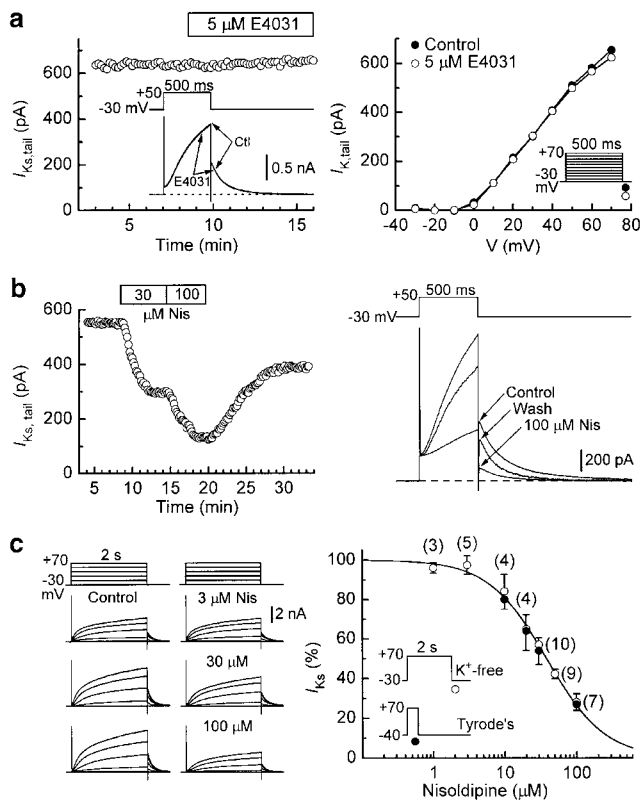 a
5 µM E4031
600
400
200
0
I Ks,tail (pA)
+50 500 ms
-30 mV
Ctl
E4031
0.5 nA
5 10 15
Time (min)
● Control
○ 5 µM E4031
600
400
200
0
I K,tail (pA)
+70 500 ms
-30
mV
-40 -20 0 20 40 60 80
V (mV)
b
30 100
µM Nis
600
400
200
0
I Ks, tail (pA)
5 10 15 20 25 30
Time (min)
+50 500 ms
-30 mV
Control
Wash
100 µM Nis
200 pA
c
+70 2 s
-30
mV
Control 3 µM Nis
2 nA
30 µM
100 µM
100
80
60
40
20
0
I Ks (%)
(3) (5) (4)
(4)
(10)
(9)
(7)
2 s
+70 K+-free
-30
+70
-40 Tyrode's
1 10 100
Nisoldipine (µM)